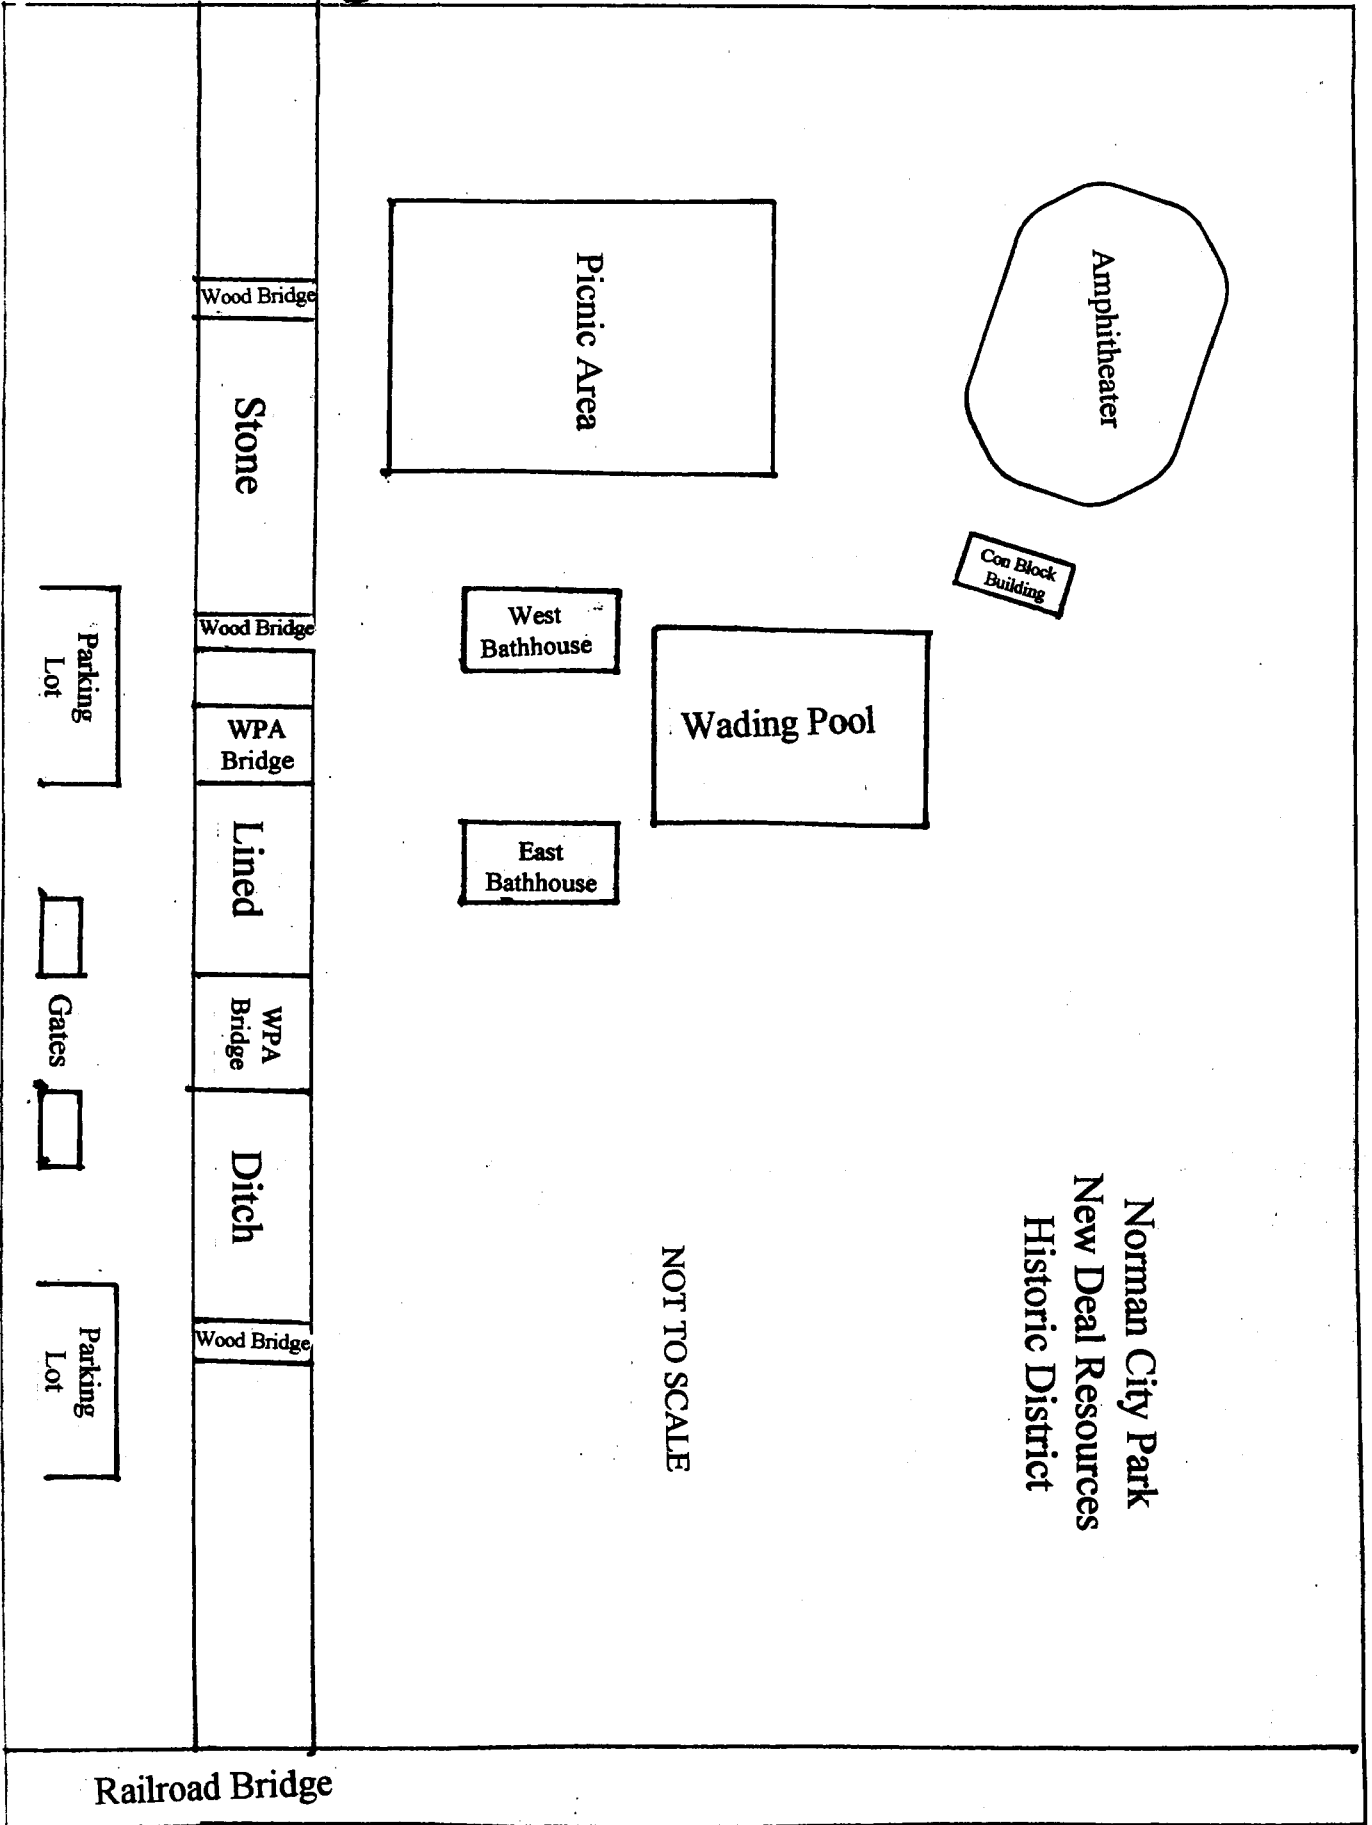 Norman City Park
New Deal Resources
Historic District
Amphitheater
Con Block
Building
Picnic Area
West
Bathhouse
Wading Pool
East
Bathhouse
NOT TO SCALE
Wood Bridge
Stone
Wood Bridge
WPA
Bridge
Lined
WPA
Bridge
Ditch
Wood Bridge
Parking
Lot
Gates
Parking
Lot
Railroad Bridge